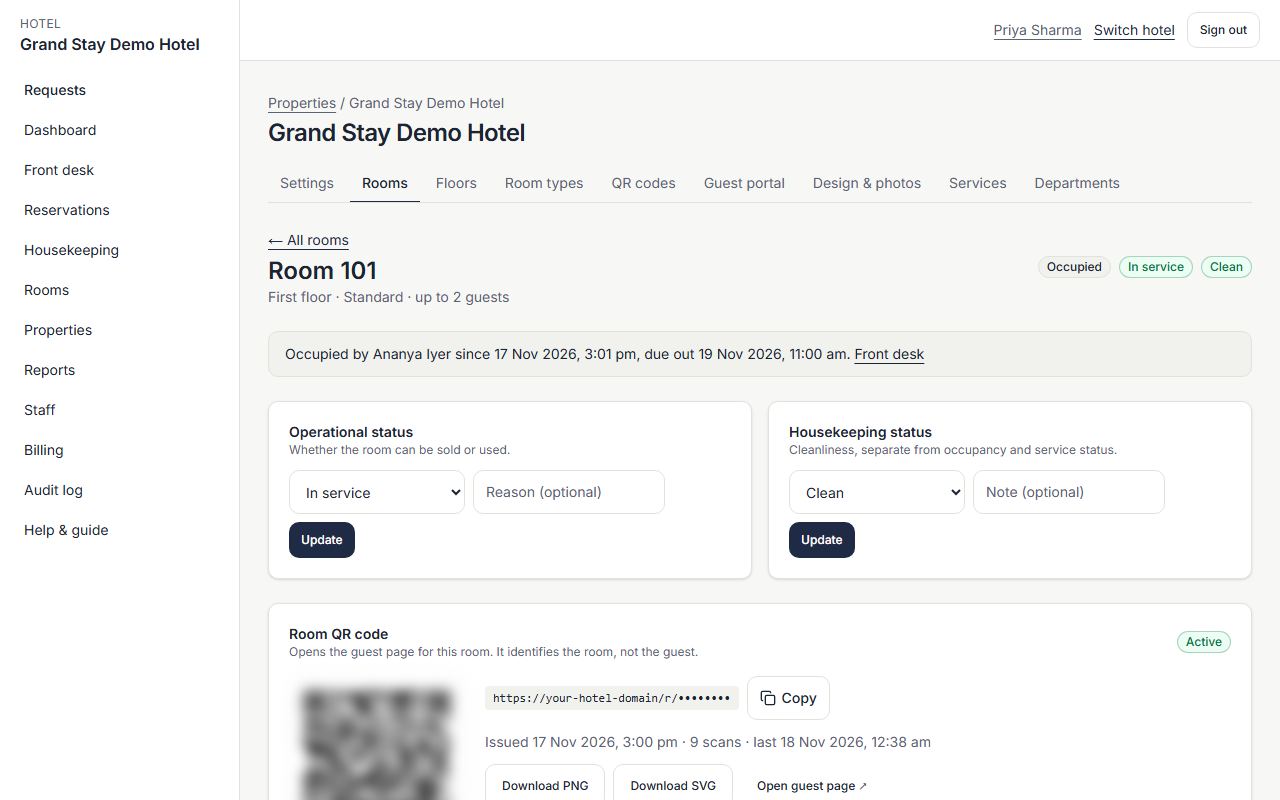 HOTEL
Grand Stay Demo Hotel
Requests
Dashboard
Front desk
Reservations
Housekeeping
Rooms
Properties
Reports
Staff
Billing
Audit log
Help & guide
Priya Sharma Switch hotel Sign out
Properties / Grand Stay Demo Hotel
Grand Stay Demo Hotel
Settings Rooms Floors Room types QR codes Guest portal Design & photos Services Departments
← All rooms
Room 101
Occupied In service Clean
First floor · Standard · up to 2 guests
Occupied by Ananya Iyer since 17 Nov 2026, 3:01 pm, due out 19 Nov 2026, 11:00 am. Front desk
Operational status
Whether the room can be sold or used.
In service Reason (optional)
Update
Housekeeping status
Cleanliness, separate from occupancy and service status.
Clean Note (optional)
Update
Room QR code
Opens the guest page for this room. It identifies the room, not the guest.
Active
https://your-hotel-domain/r/•••••••• Copy
Issued 17 Nov 2026, 3:00 pm · 9 scans · last 18 Nov 2026, 12:38 am
Download PNG Download SVG Open guest page ↗